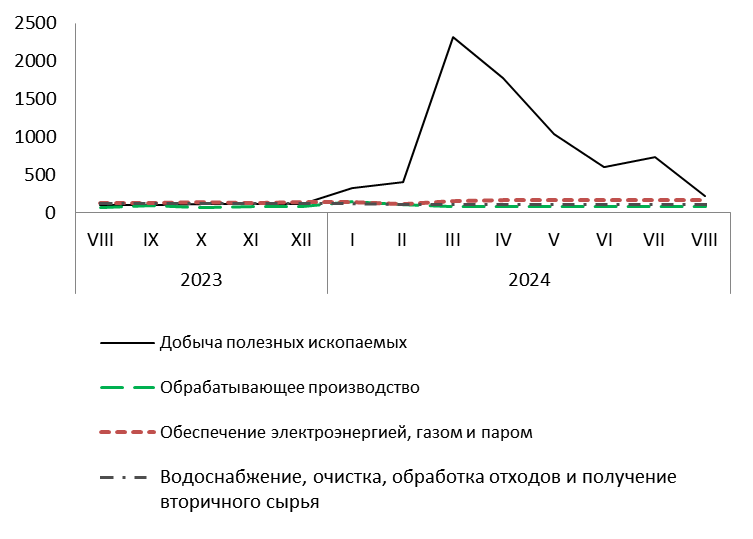 2500
2000
1500
1000
500
0
VIII IX X XI XII I II III IV V VI VII VIII
2023 2024
Добыча полезных ископаемых
Обрабатывающее производство
Обеспечение электроэнергией, газом и паром
Водоснабжение, очистка, обработка отходов и получение
вторичного сырья